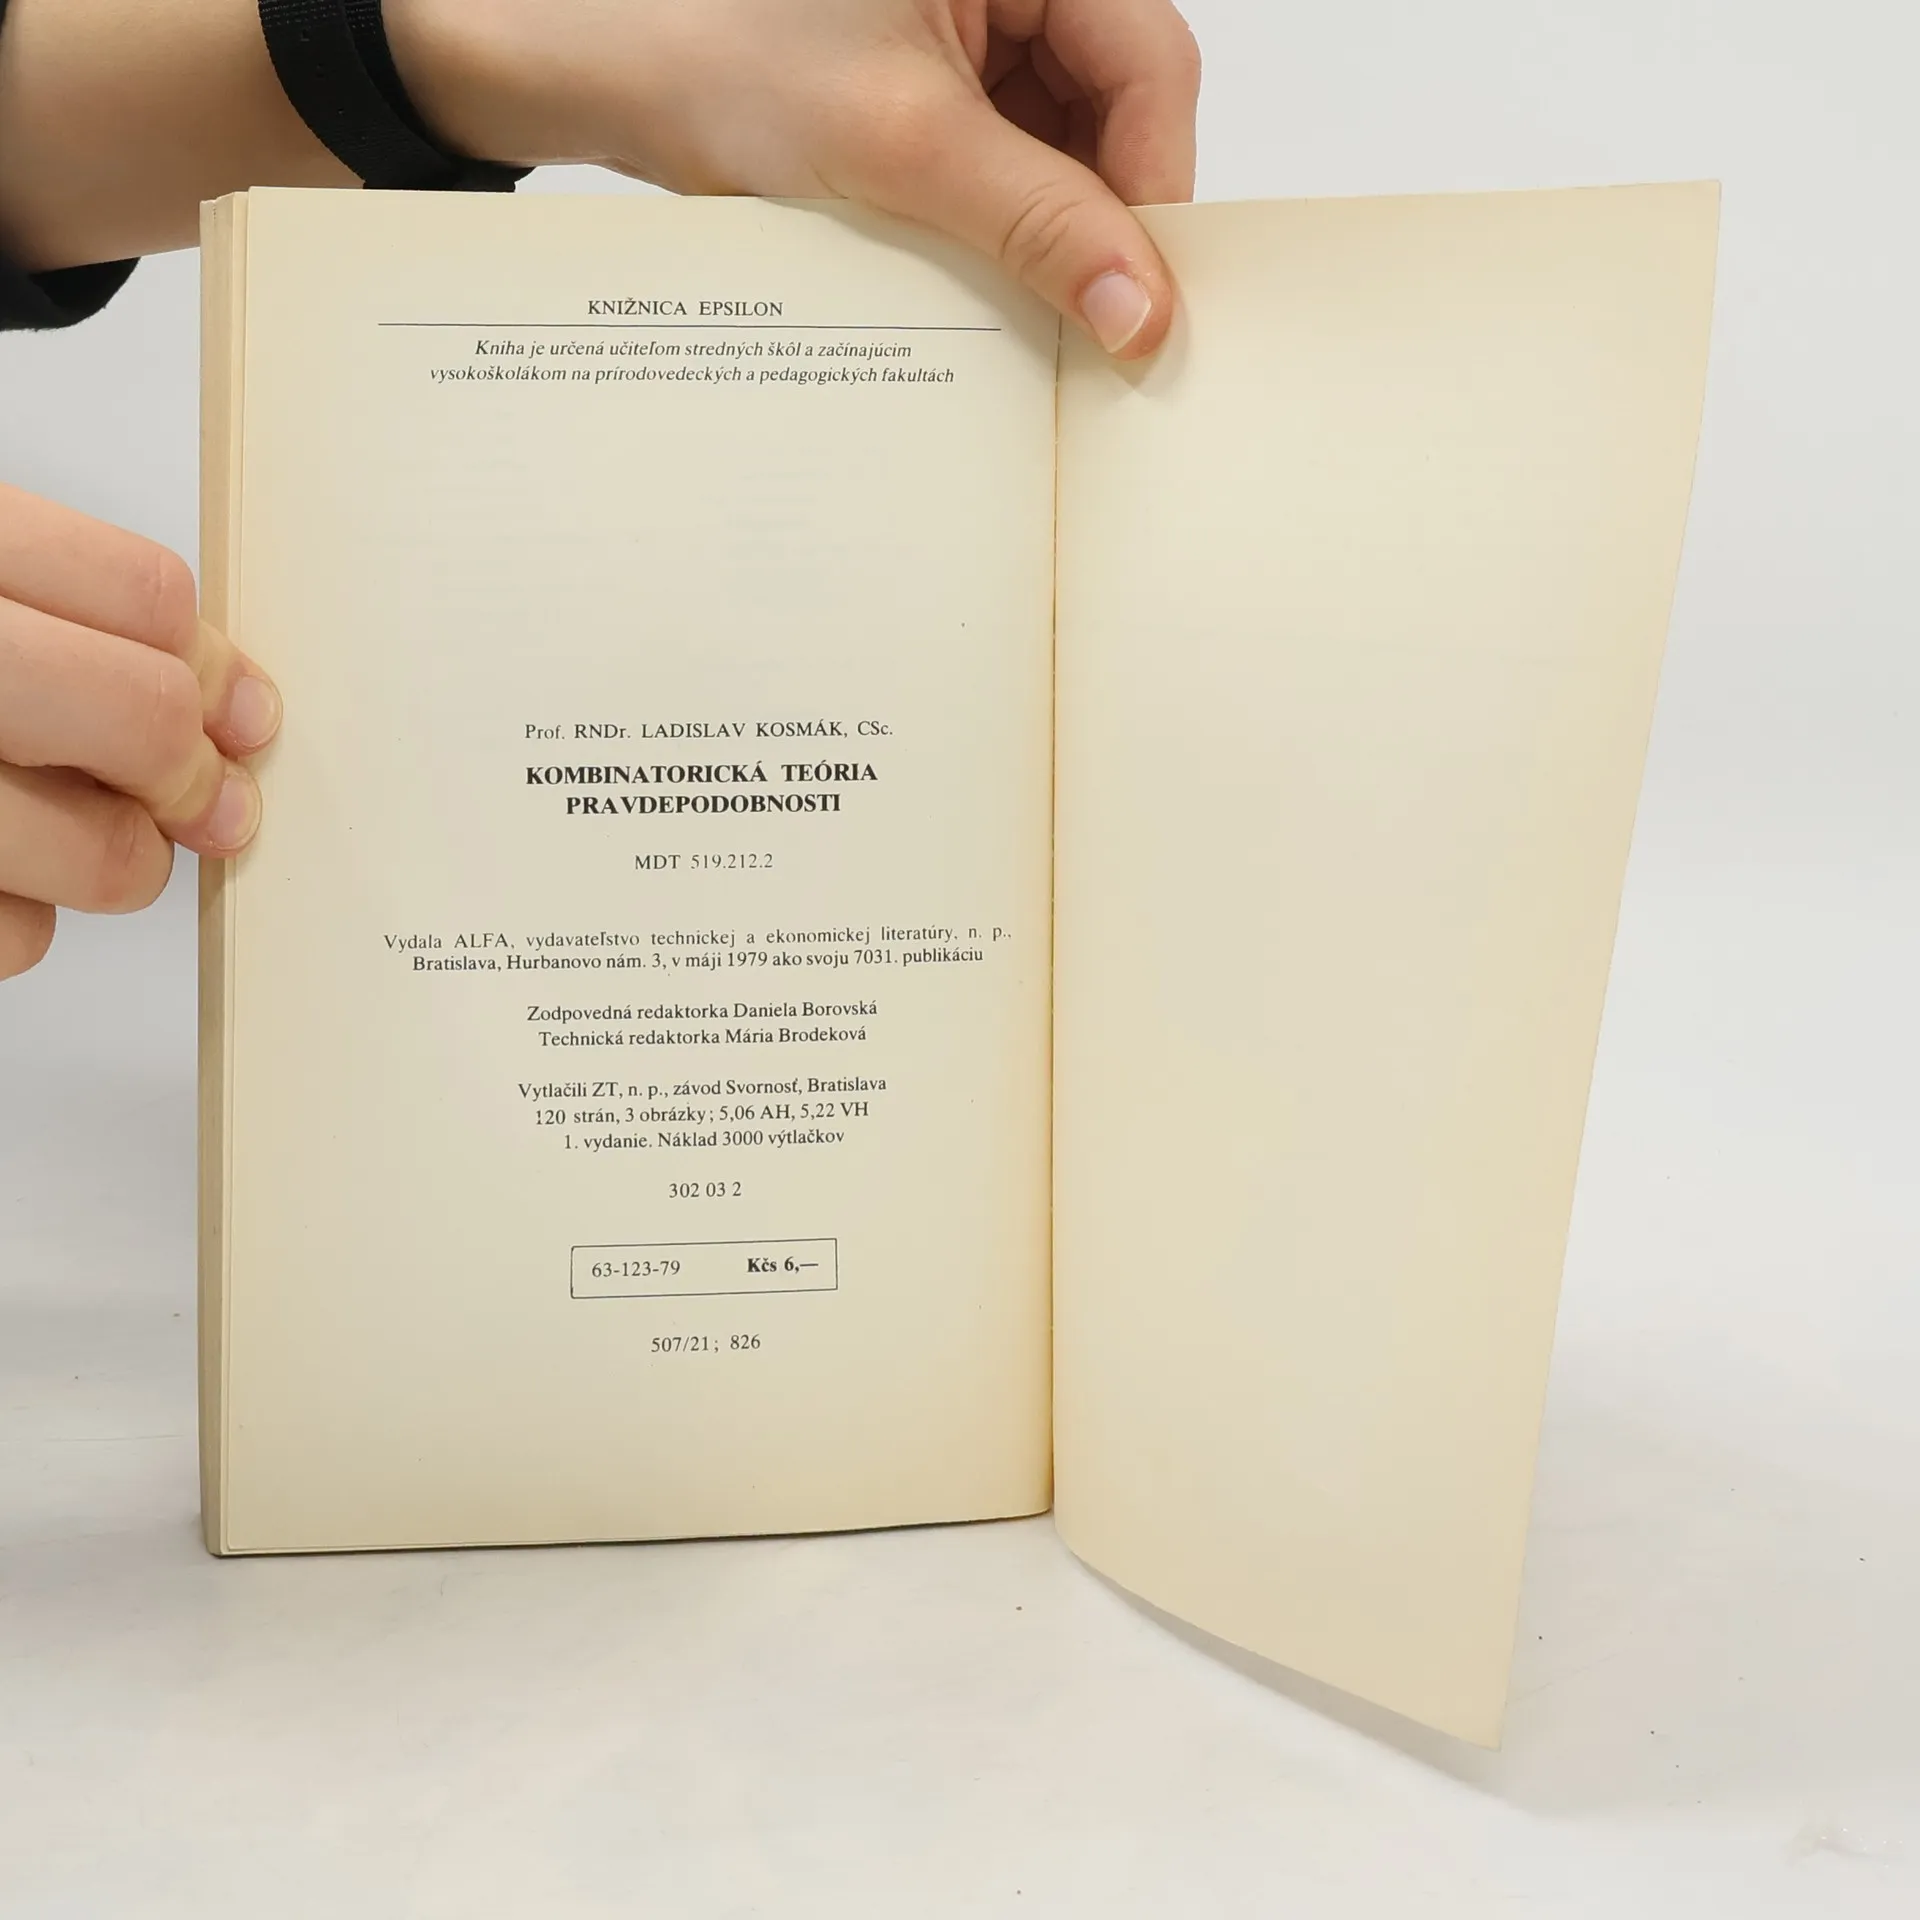 KNIŽNICA EPSILON
Kniha je určená učiteľom stredných škôl a začínajúcim
vysokoškolákom na prírodovedeckých a pedagogických fakultách
Prof. RNDr. LADISLAV KOSMÁK, CSc.
KOMBINATORICKÁ TEÓRIA
PRAVDEPODOBNOSTI
MDT 519.212.2
Vydala ALFA, vydavateľstvo technickej a ekonomickej literatúry, n. p.,
Bratislava, Hurbanovo nám. 3, v máji 1979 ako svoju 7031. publikáciu
Zodpovedná redaktorka Daniela Borovská
Technická redaktorka Mária Brodeková
Vytlačili ZT, n. p., závod Svornosť, Bratislava
120 strán, 3 obrázky; 5,06 AH, 5,22 VH
1. vydanie. Náklad 3000 výtlačkov
302 03 2
63-123-79 Kčs 6,—
507/21; 826